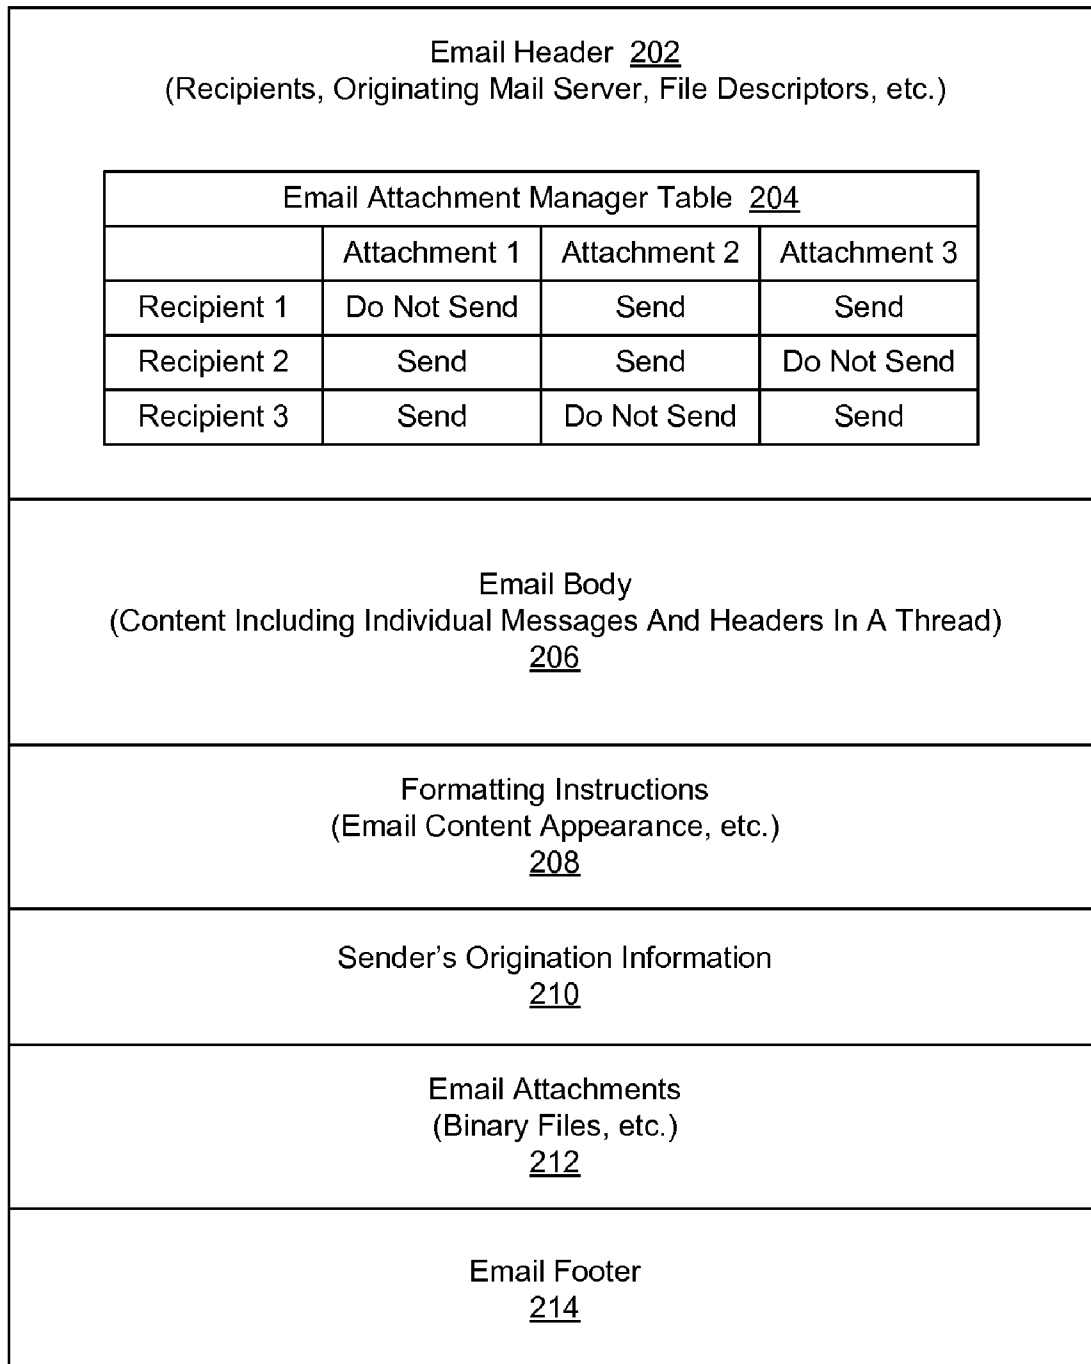 Email Header 202
(Recipients, Originating Mail Server, File Descriptors, etc.)
Email Attachment Manager Table 204
Attachment 1 Attachment 2 Attachment 3
Recipient 1 Do Not Send Send Send
Recipient 2 Send Send Do Not Send
Recipient 3 Send Do Not Send Send
Email Body
(Content Including Individual Messages And Headers In A Thread)
206
Formatting Instructions
(Email Content Appearance, etc.)
208
Sender’s Origination Information
210
Email Attachments
(Binary Files, etc.)
212
Email Footer
214